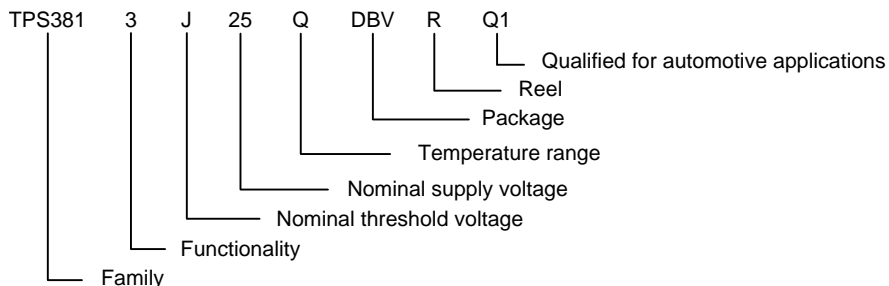 TPS381 3 J 25 Q DBV R Q1
Qualified for automotive applications
Reel
Package
Temperature range
Nominal supply voltage
Nominal threshold voltage
Functionality
Family